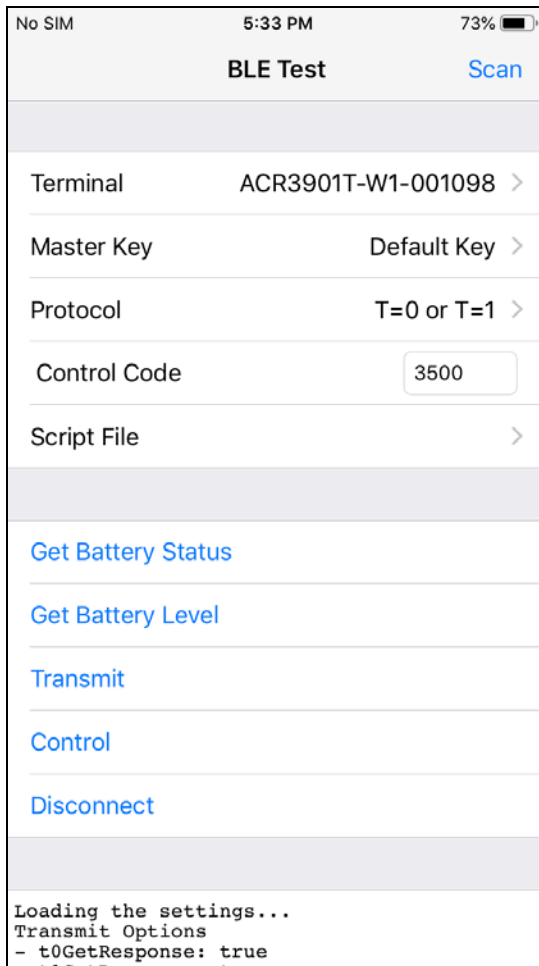 No SIM 5:33 PM 73%
BLE Test Scan
Terminal ACR3901T-W1-001098
Master Key Default Key
Protocol T=0 or T=1
Control Code 3500
Script File
Get Battery Status
Get Battery Level
Transmit
Control
Disconnect
Loading the settings...
Transmit Options
- t0GetResponse: true